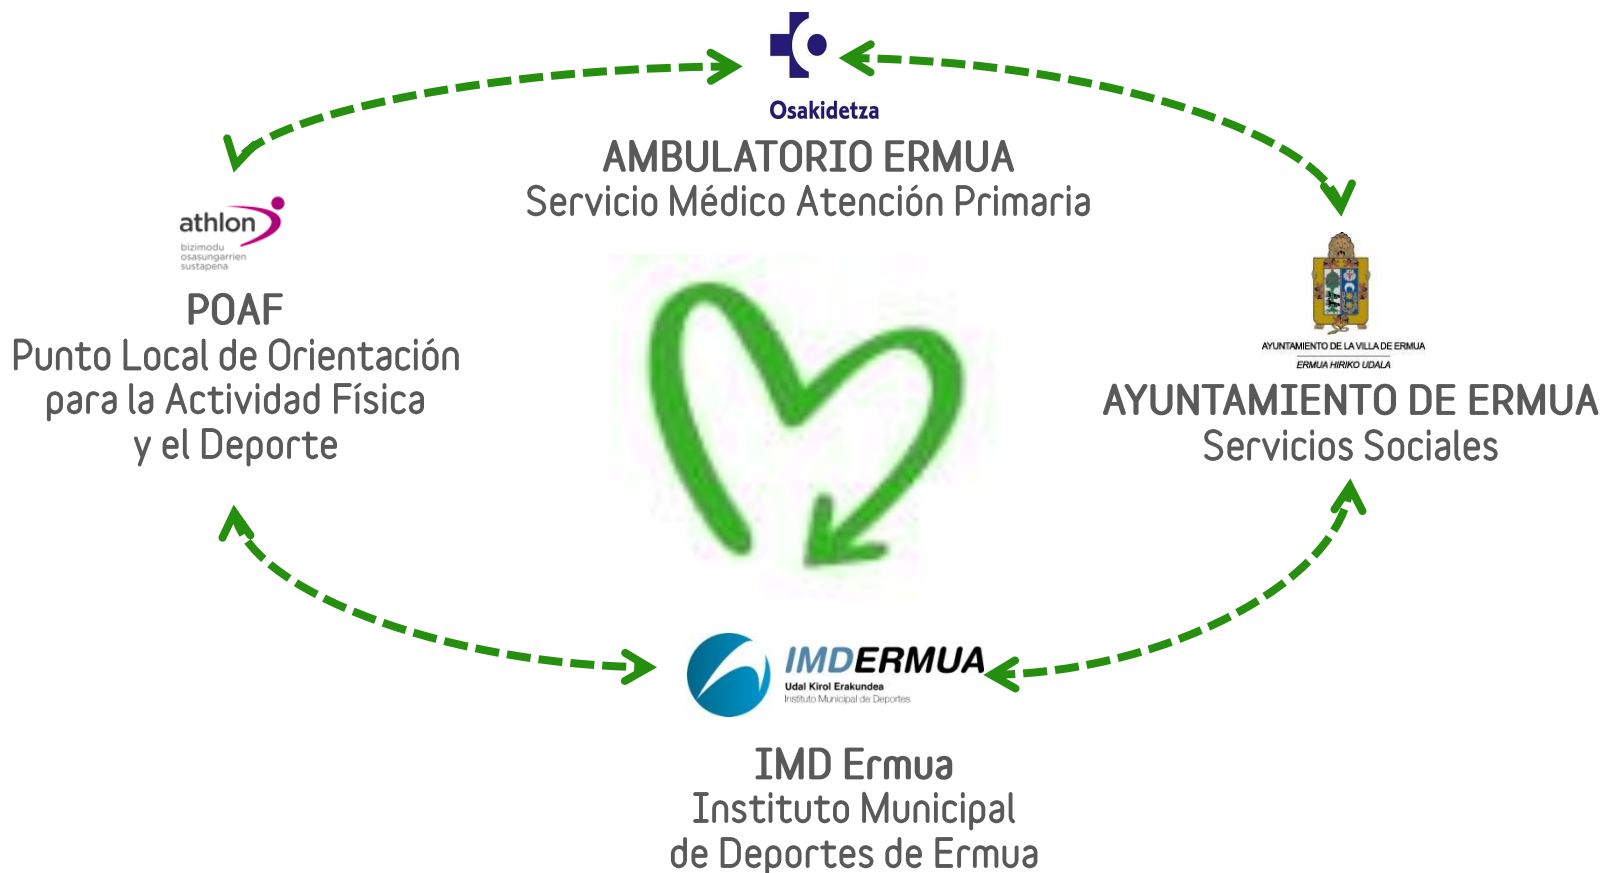 Osakidetza
AMBULATORIO ERMUA
Servicio Médico Atención Primaria
athlon
bizimodu
osasungarrien
sustapena
POAF
Punto Local de Orientación
para la Actividad Física
y el Deporte
AYUNTAMIENTO DE LA VILLA DE ERMUA
ERMUA HIRIKO UDALA
AYUNTAMIENTO DE ERMUA
Servicios Sociales
IMDERMUA
Udal Kirol Erakundea
Instituto Municipal de Deportes
IMD Ermua
Instituto Municipal
de Deportes de Ermua